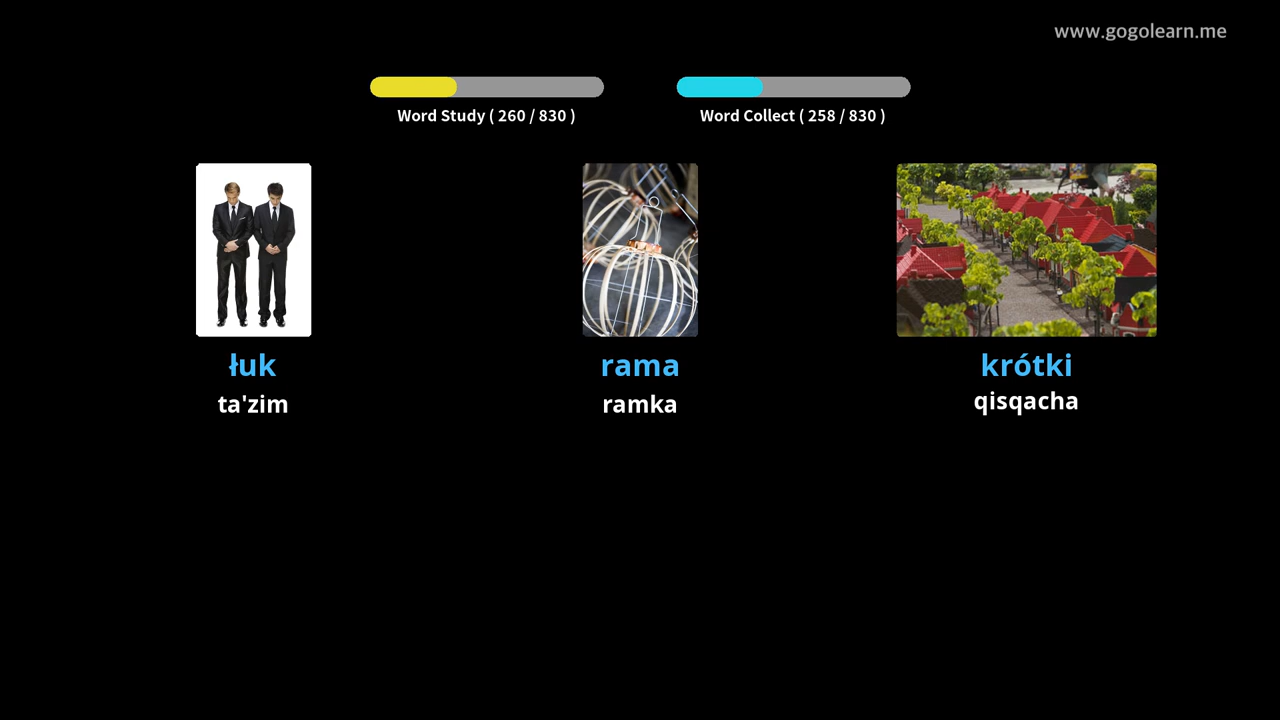 www.gogolearn.me
Word Study ( 260 / 830 )
Word Collect ( 258 / 830 )
łuk
ta'zim
rama
ramka
krótki
qisqacha